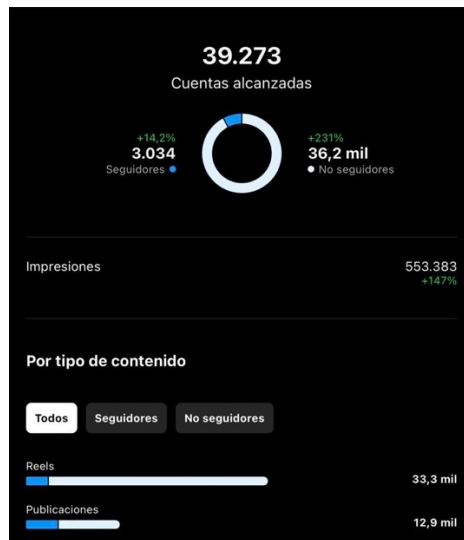 39.273
Cuentas alcanzadas
+14,2%
3.034
Seguidores
+231%
36,2 mil
No seguidores
Impresiones
553.383
+147%
Por tipo de contenido
Todos Seguidores No seguidores
Reels
33,3 mil
Publicaciones
12,9 mil